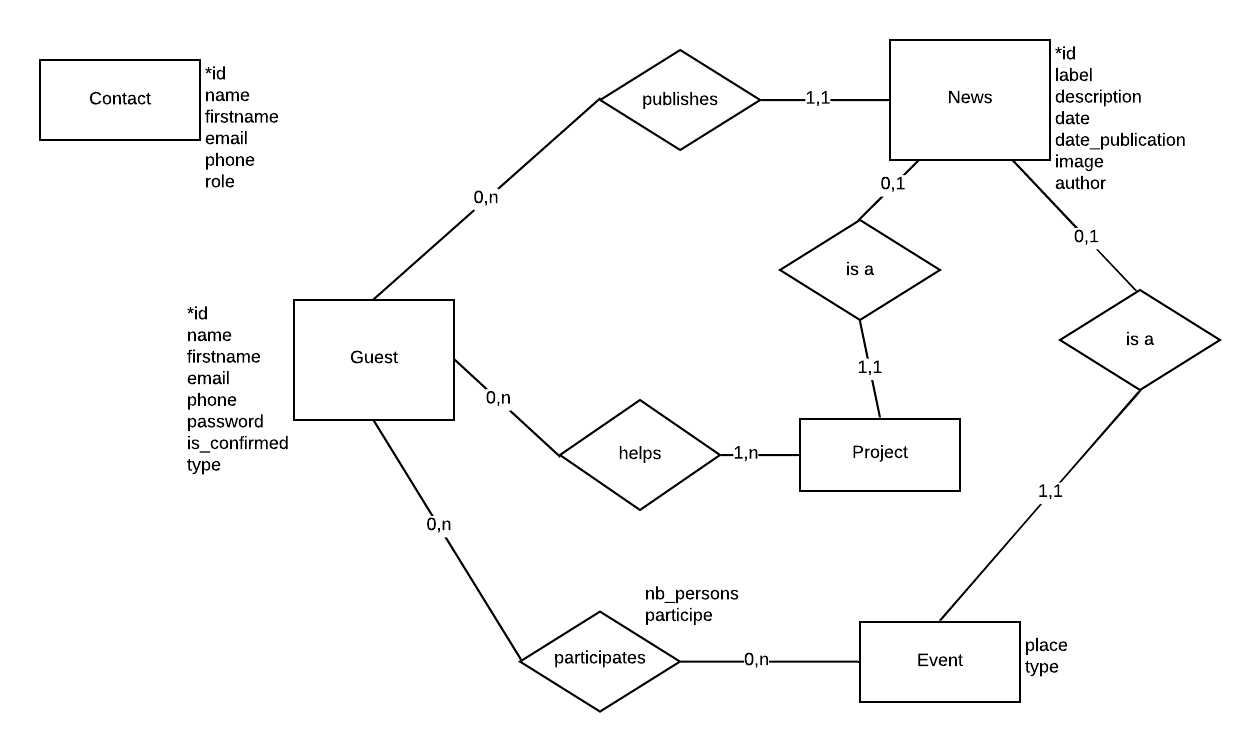 Contact
*id
name
firstname
email
phone
role
publishes
1,1
News
*id
label
description
date
date_publication
image
author
0,n
0,1
0,1
is a
is a
*id
name
firstname
email
phone
password
is_confirmed
type
Guest
0,n
1,1
helps
1,n
Project
1,1
0,n
nb_persons
participe
participates
0,n
Event
place
type